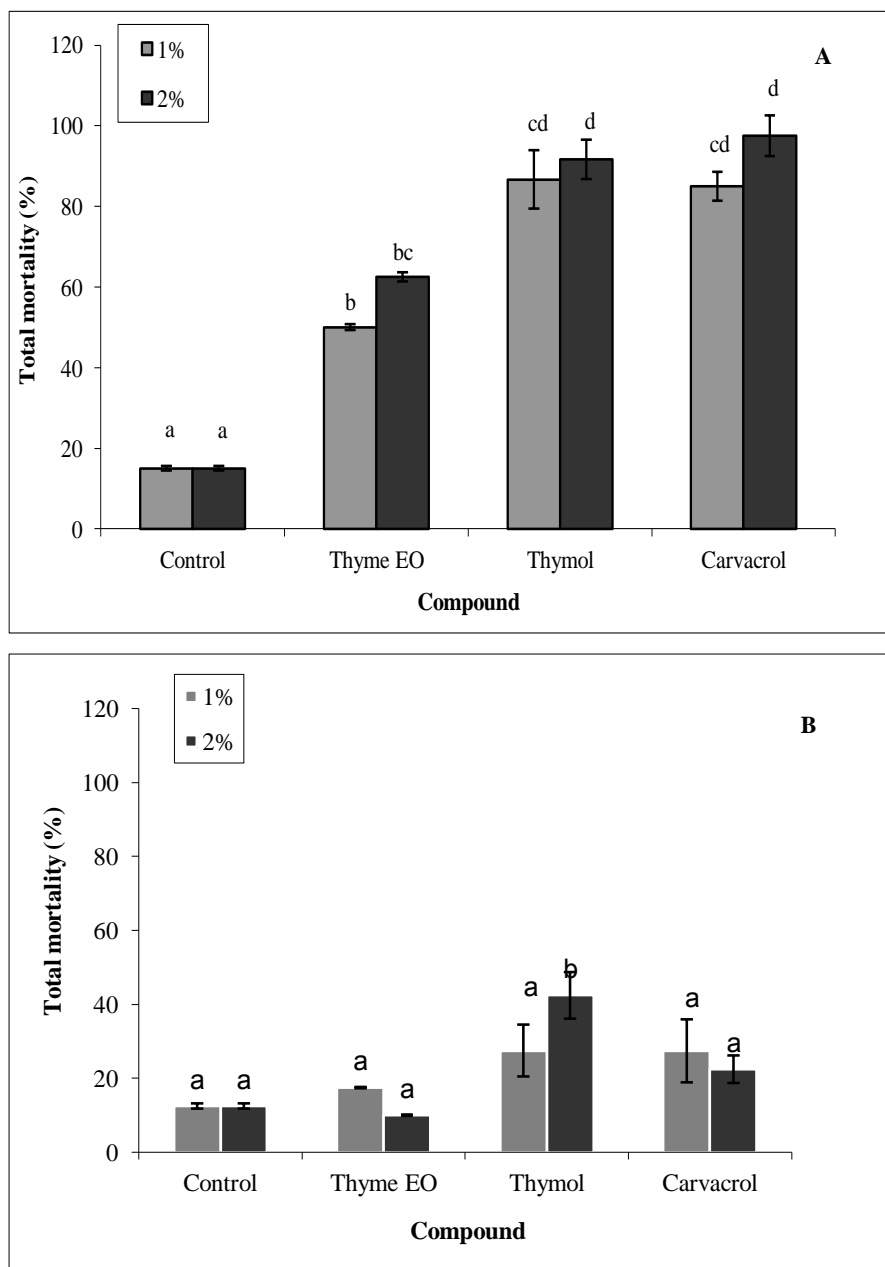 1%
2%
A
120
100
80
60
40
20
0
Total mortality (%)
a
a
b
bc
cd
d
cd
d
Control
Thyme EO
Thymol
Carvacrol
Compound
1%
2%
B
120
100
80
60
40
20
0
Total mortality (%)
a
a
a
a
a
b
a
a
Control
Thyme EO
Thymol
Carvacrol
Compound